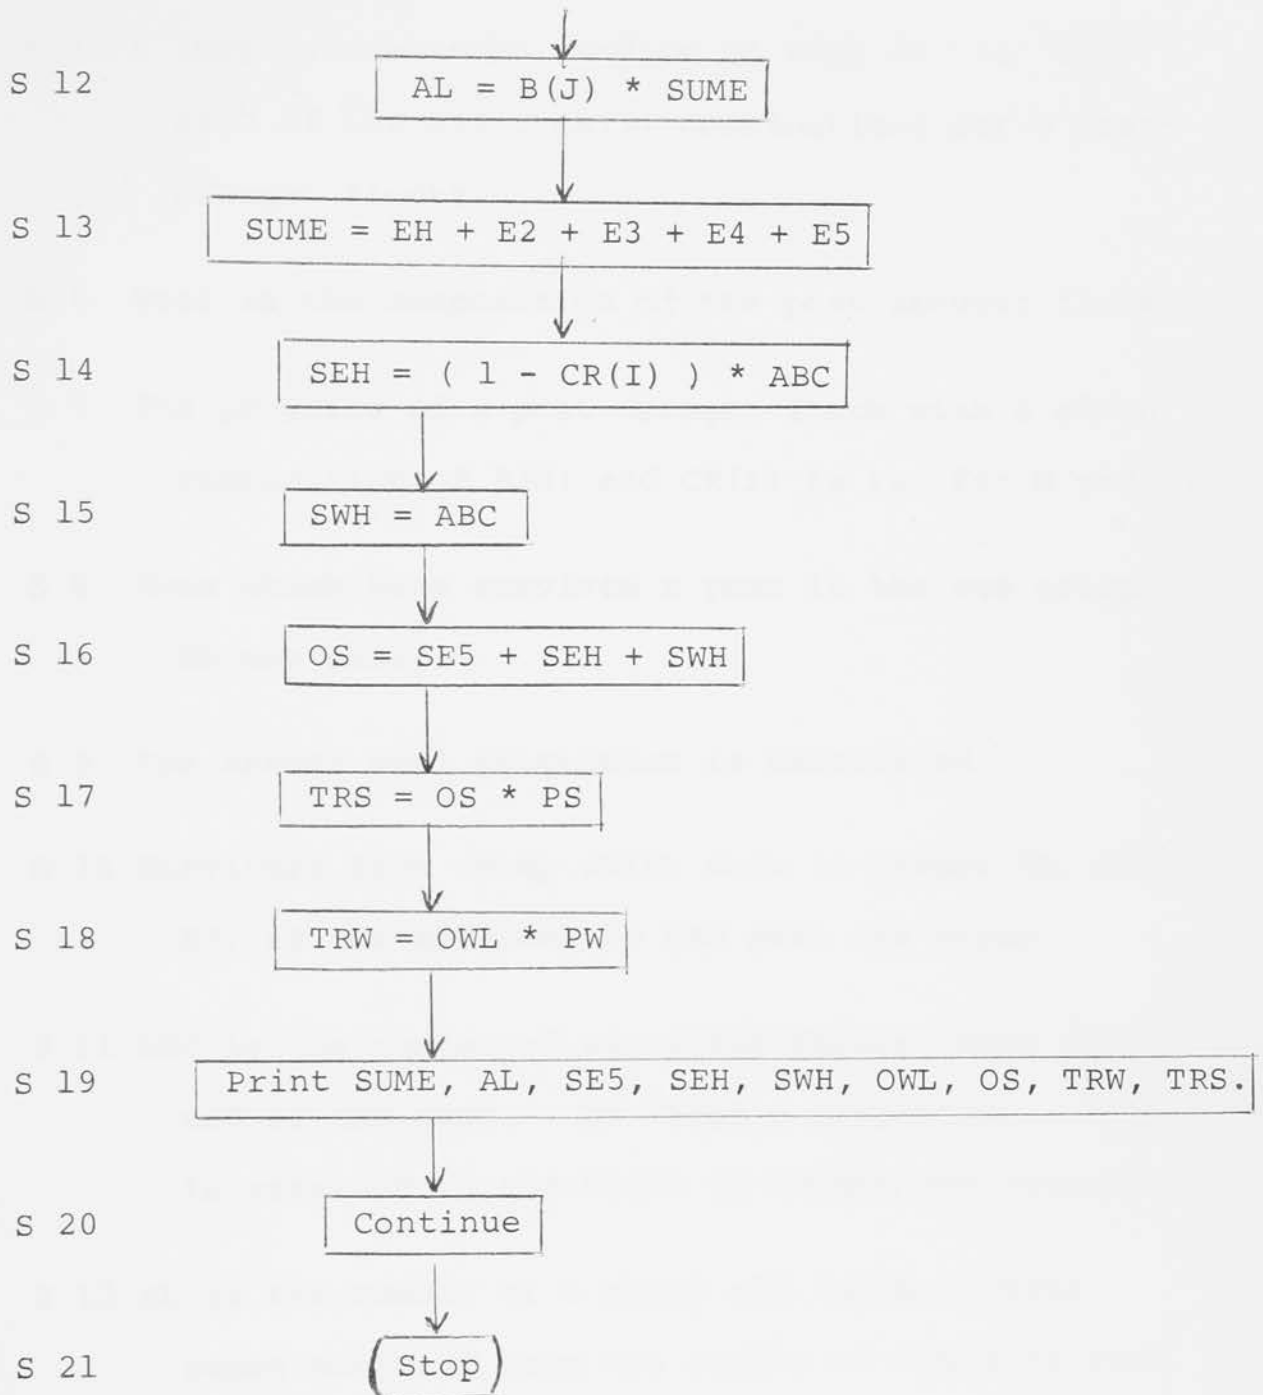 S 12 AL = B(J) * SUME
S 13 SUME = EH + E2 + E3 + E4 + E5
S 14 SEH = ( 1 - CR(I) ) * ABC
S 15 SWH = ABC
S 16 OS = SE5 + SEH + SWH
S 17 TRS = OS * PS
S 18 TRW = OWL * PW
S 19 Print SUME, AL, SE5, SEH, SWH, OWL, OS, TRW, TRS.
S 20 Continue
S 21 (Stop)